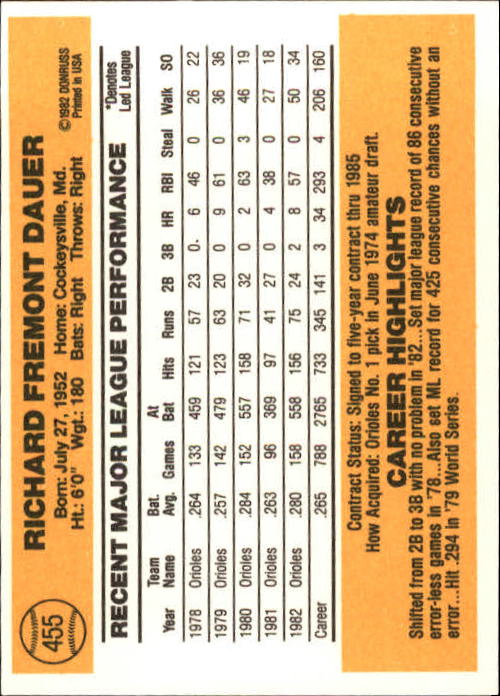 455
RICHARD FREMONT DAUER
Born: July 27, 1952 Home: Cockeysville, Md.
Ht.: 6'0" Wgt.: 180 Bats: Right Throws: Right
©1982 DONRUSS
Printed in USA
RECENT MAJOR LEAGUE PERFORMANCE
*Denotes
Led League
Year Team Name Bat. Avg. Games At Bat Hits Runs 2B 3B HR RBI Steal Walk SO
1978 Orioles .264 133 459 121 57 23 0 6 46 0 26 22
1979 Orioles .257 142 479 123 63 20 0 9 61 0 36 36
1980 Orioles .284 152 557 158 71 32 0 2 63 3 46 19
1981 Orioles .263 96 369 97 41 27 0 4 38 0 27 18
1982 Orioles .280 158 558 156 75 24 2 8 57 0 50 34
Career .265 788 2765 733 345 141 3 34 293 4 206 160
Contract Status: Signed to five-year contract thru 1985
How Acquired: Orioles No. 1 pick in June 1974 amateur draft.
CAREER HIGHLIGHTS
Shifted from 2B to 3B with no problem in '82....Set major league record of 86 consecutive
error-less games in '78....Also set ML record for 425 consecutive chances without an
error...Hit .294 in '79 World Series.